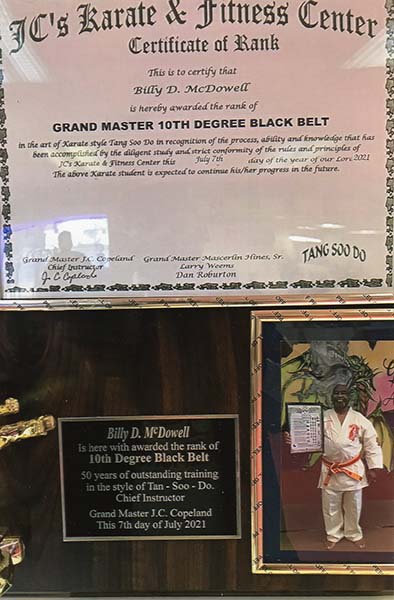 JC's Karate & Fitness Center
Certificate of Rank
This is to certify that
Billy D. McDowell
is hereby awarded the rank of
GRAND MASTER 10TH DEGREE BLACK BELT
in the art of Karate style Tang Soo Do in recognition of the process, ability and knowledge that has
been accomplished by the diligent study and strict conformity of the rules and principles of
JC's Karate & Fitness Center this July 7th day of the year of our Lord 2021
The above Karate student is expected to continue his/her progress in the future.
TANG SOO DO
Grand Master J.C. Copeland Grand Master Mascerlin Hines, Sr.
Chief Instructor Larry Weems
J. C. Copeland Dan Roburton
Billy D. McDowell
Is here with awarded the rank of
10th Degree Black Belt
50 years of outstanding training
in the style of Tan - Soo - Do.
Chief Instructor
Grand Master J.C. Copeland
This 7th day of July 2021